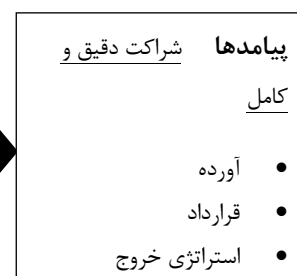 پیامدها شراکت دقیق و
کامل
• آورده
• قرارداد
• استراتژی خروج